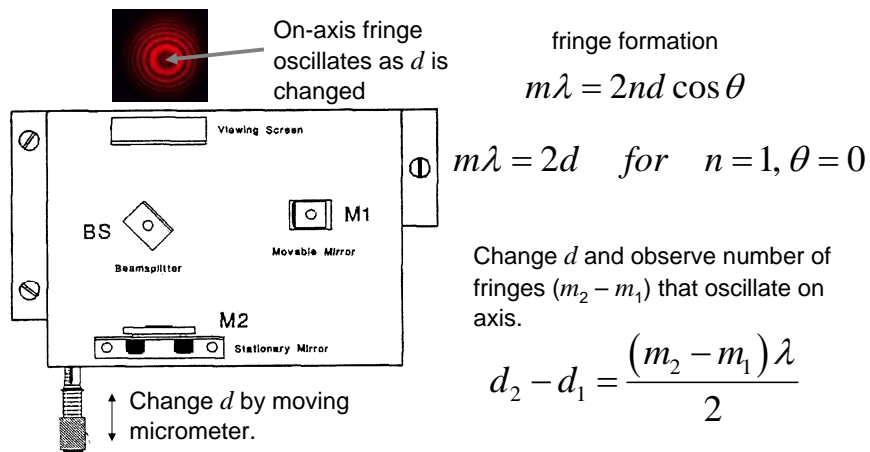 On-axis fringe
oscillates as d is
changed
fringe formation
mλ = 2nd cos θ
Viewing Screen
mλ = 2d for n = 1, θ = 0
BS
M1
Beamsplitter
Movable Mirror
Change d and observe number of
fringes (m₂ – m₁) that oscillate on
axis.
M2
Stationary Mirror
d₂ − d₁ = (m₂ − m₁) λ / 2
Change d by moving
micrometer.